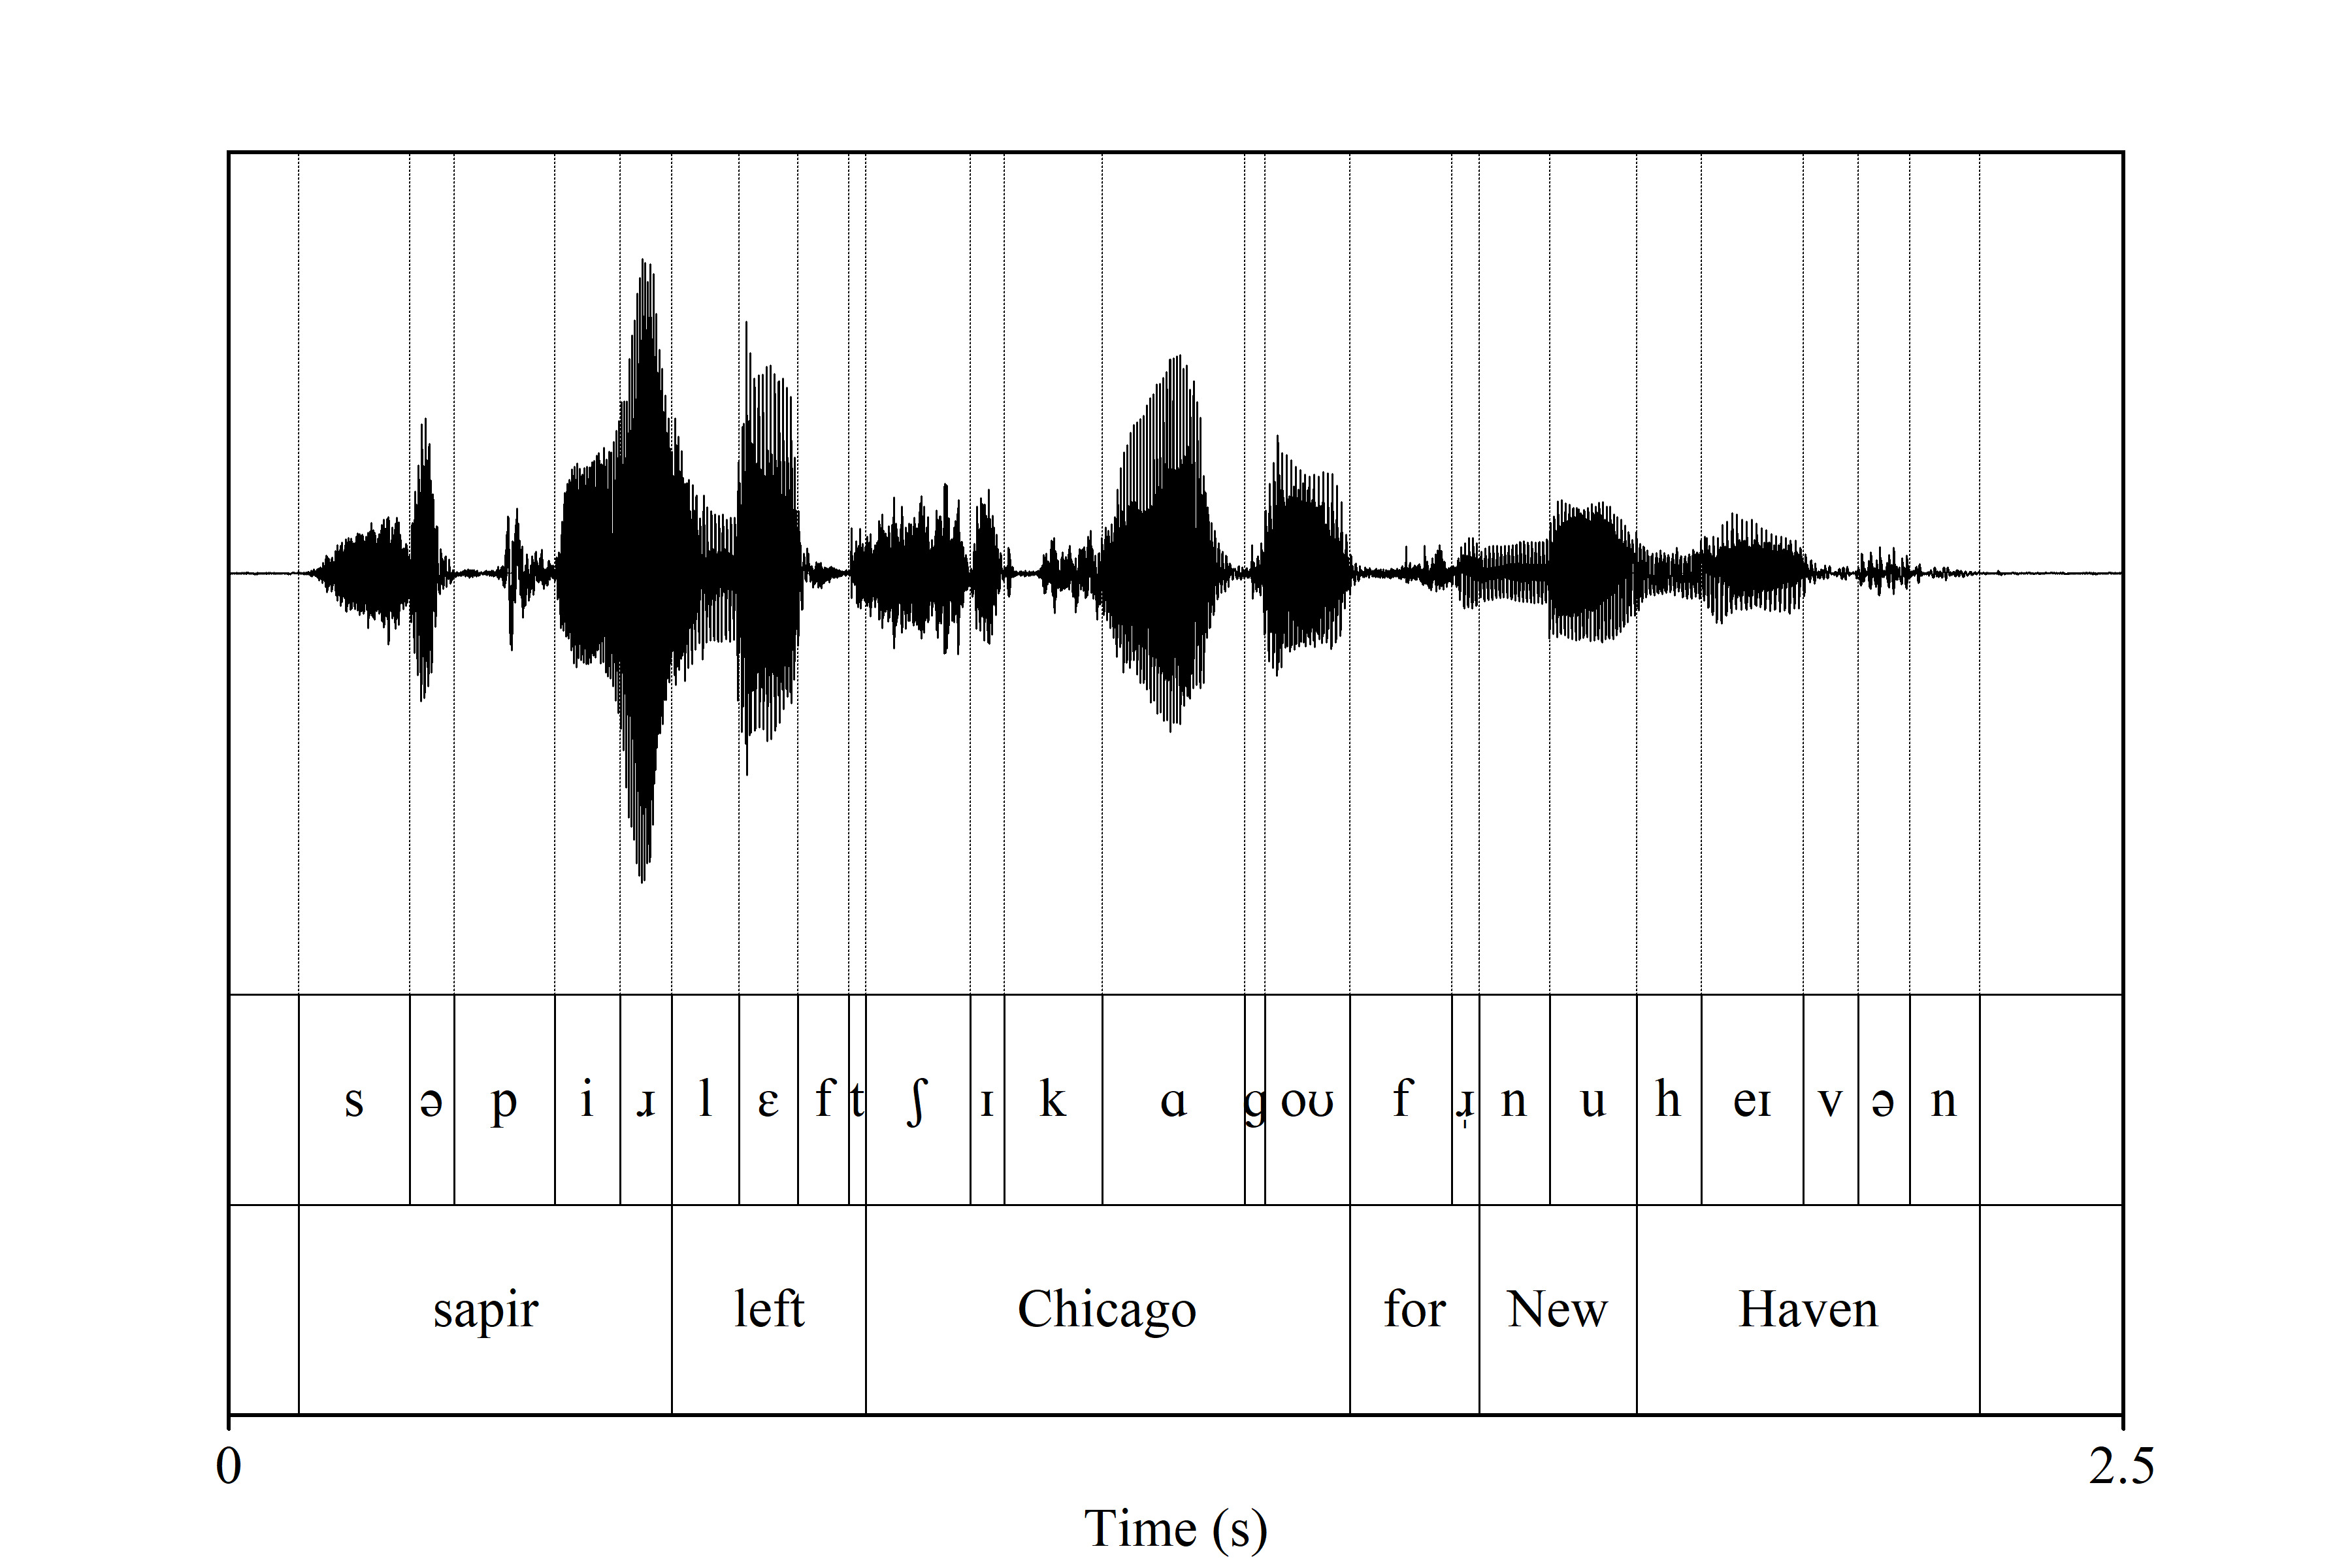 s ə p i ɹ l ɛ f t ʃ ɪ k ɑ ɡ oʊ f ɹ̩ n u h eɪ v ə n
sapir left Chicago for New Haven
0 2.5
Time (s)